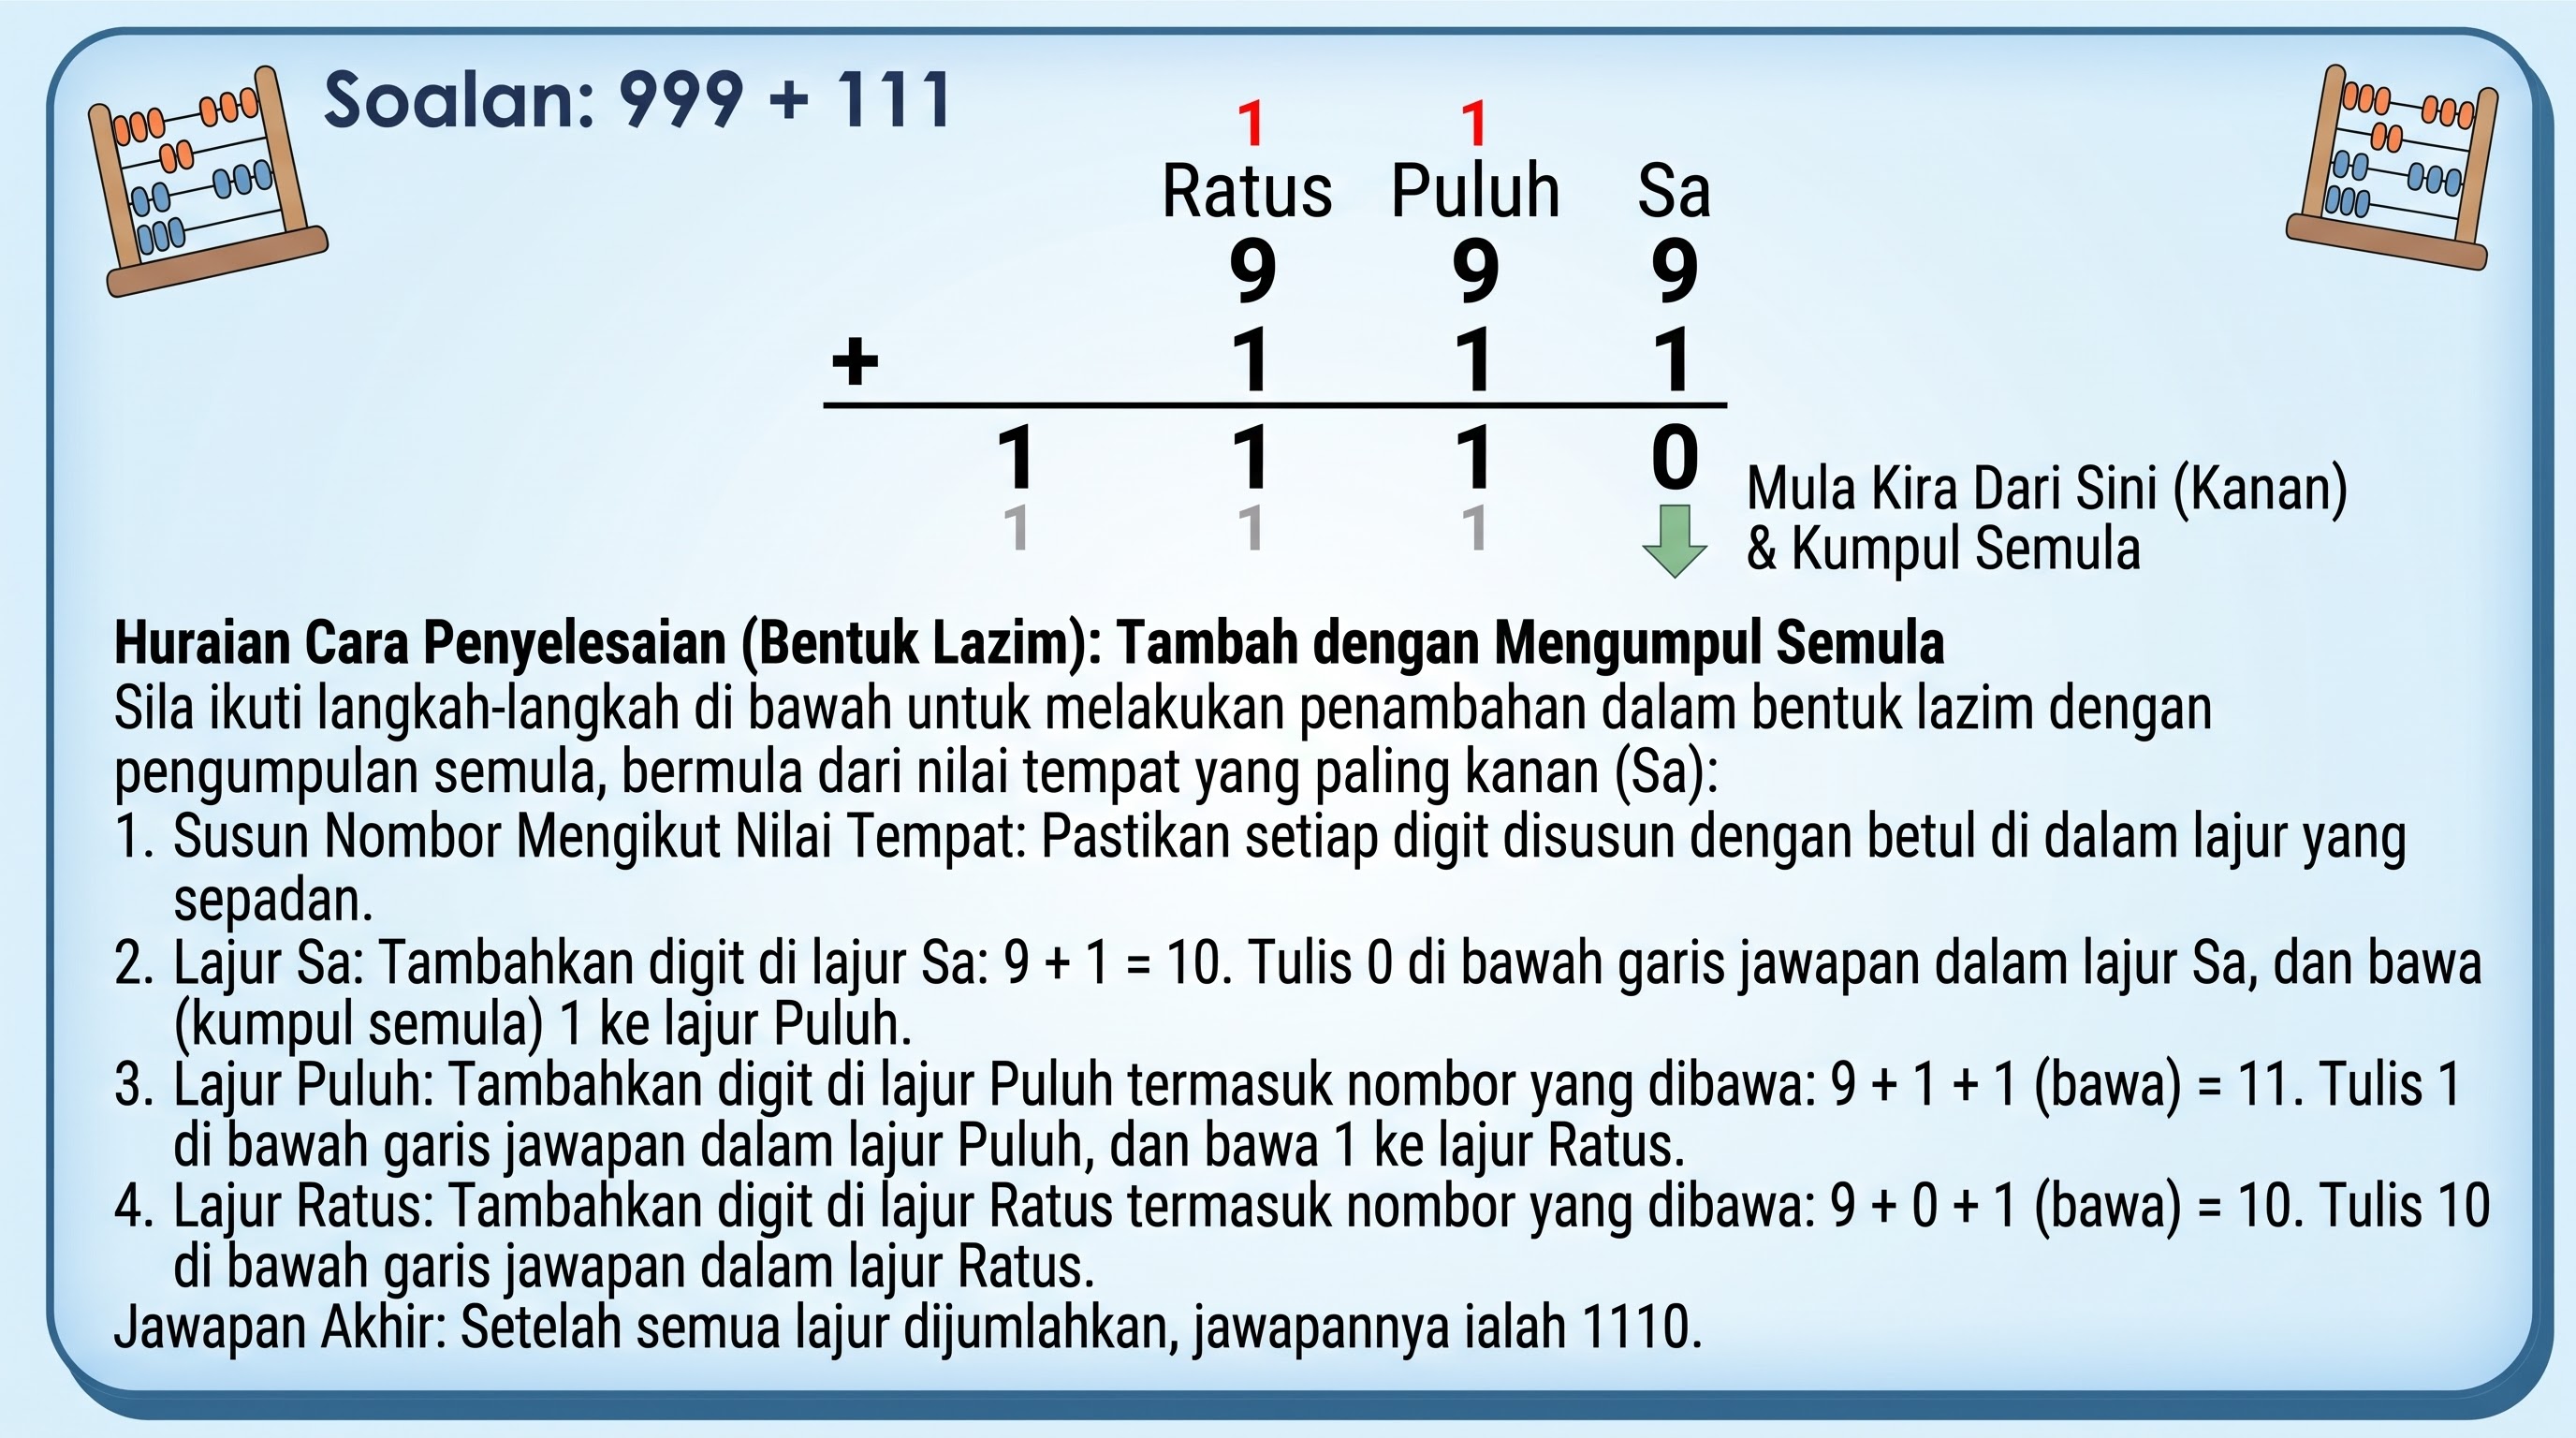 Soalan: 999 + 111
1 1
Ratus Puluh Sa
9 9 9
+ 1 1 1
1 1 1 0
1 1 1
Mula Kira Dari Sini (Kanan)
& Kumpul Semula
Huraian Cara Penyelesaian (Bentuk Lazim): Tambah dengan Mengumpul Semula
Sila ikuti langkah-langkah di bawah untuk melakukan penambahan dalam bentuk lazim dengan
pengumpulan semula, bermula dari nilai tempat yang paling kanan (Sa):
1. Susun Nombor Mengikut Nilai Tempat: Pastikan setiap digit disusun dengan betul di dalam lajur yang
sepadan.
2. Lajur Sa: Tambahkan digit di lajur Sa: 9 + 1 = 10. Tulis 0 di bawah garis jawapan dalam lajur Sa, dan bawa
(kumpul semula) 1 ke lajur Puluh.
3. Lajur Puluh: Tambahkan digit di lajur Puluh termasuk nombor yang dibawa: 9 + 1 + 1 (bawa) = 11. Tulis 1
di bawah garis jawapan dalam lajur Puluh, dan bawa 1 ke lajur Ratus.
4. Lajur Ratus: Tambahkan digit di lajur Ratus termasuk nombor yang dibawa: 9 + 0 + 1 (bawa) = 10. Tulis 10
di bawah garis jawapan dalam lajur Ratus.
Jawapan Akhir: Setelah semua lajur dijumlahkan, jawapannya ialah 1110.